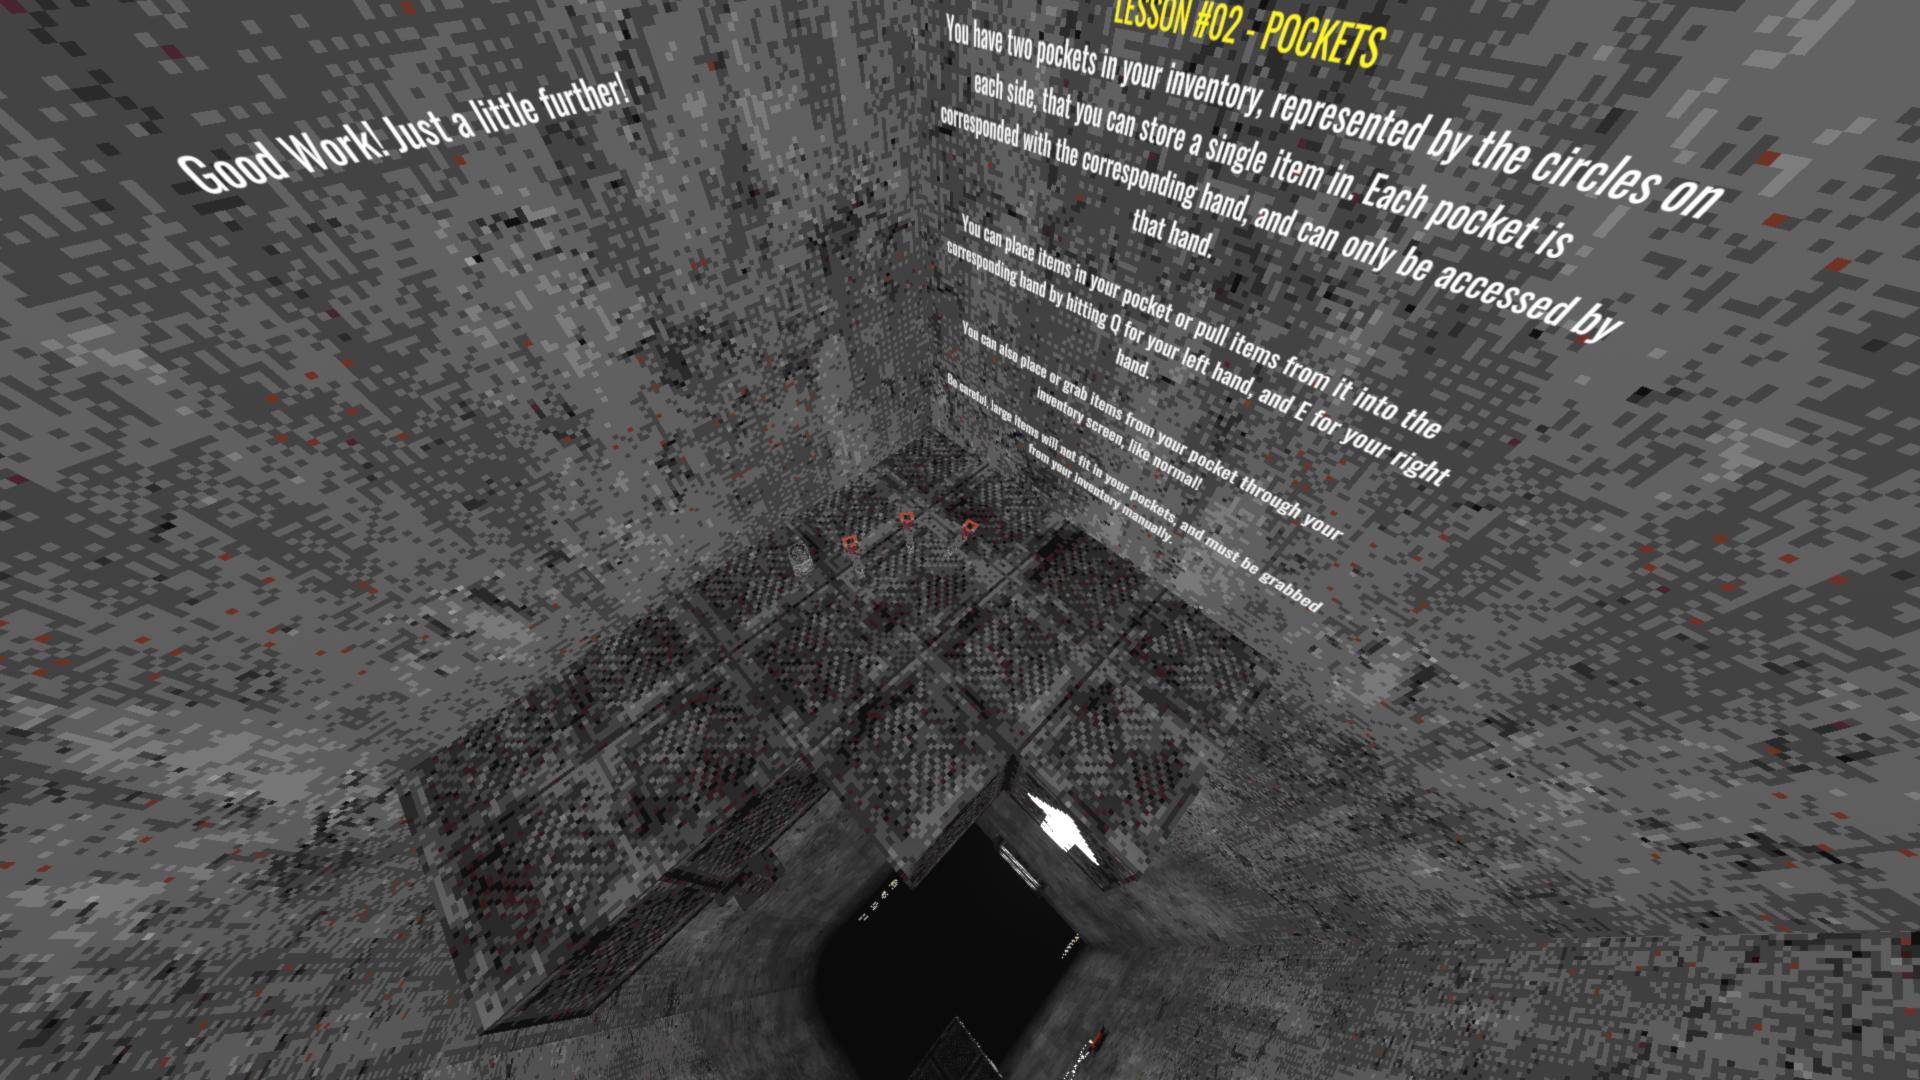 Good Work! Just a little further!
LESSON #02 - POCKETS
You have two pockets in your inventory, represented by the circles on
each side, that you can store a single item in. Each pocket is
corresponded with the corresponding hand, and can only be accessed by
that hand.
You can place items in your pocket or pull items from it into the
corresponding hand by hitting Q for your left hand, and E for your right
hand.
You can also place or grab items from your pocket through your
inventory screen, like normal!
Be careful, large items will not fit in your pockets, and must be grabbed
from your inventory manually.